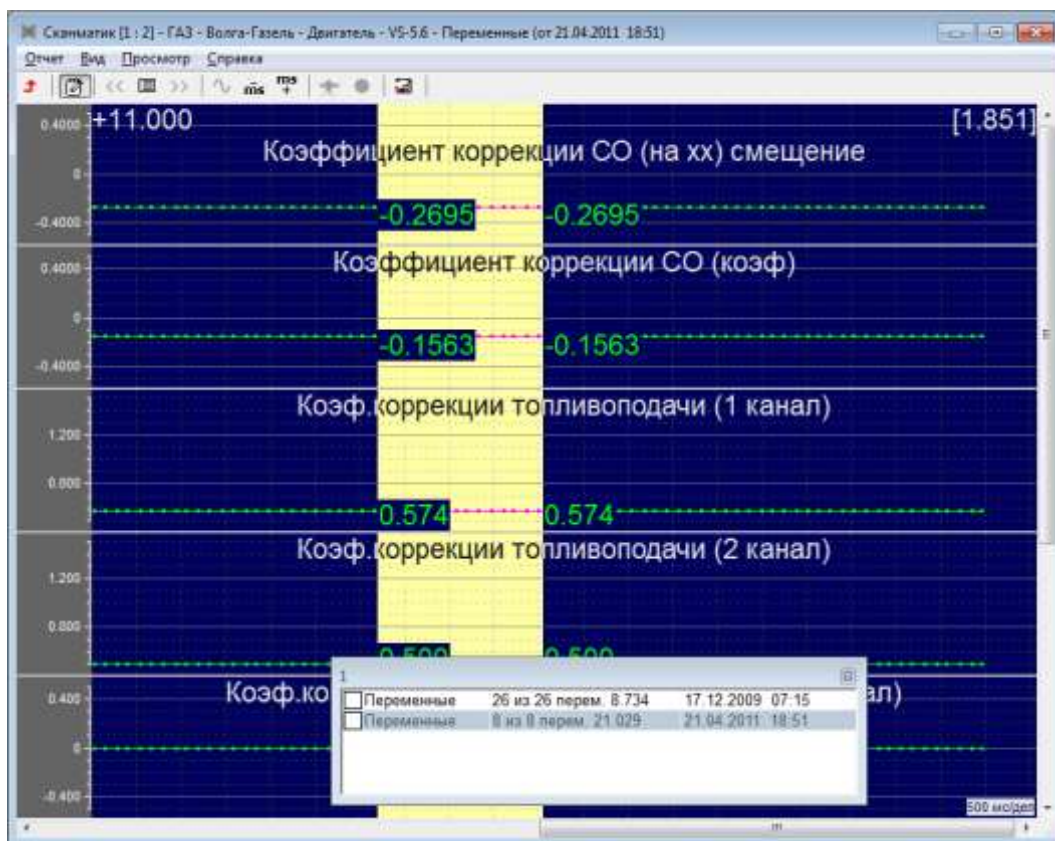 Сканматик [1 : 2] - ГАЗ - Волга-Газель - Двигатель - VS-5.6 - Переменные (от 21.04.2011 18:51)
Отчет Вид Просмотр Справка
0.4000 +11.000 [1.851]
Коэффициент коррекции СО (на хх) смещение
0
-0.4000 -0.2695 -0.2695
0.4000 Коэффициент коррекции СО (коэф)
0
-0.1563 -0.1563
-0.4000
Коэф.коррекции топливоподачи (1 канал)
1.200
0.800
0.574 0.574
Коэф.коррекции топливоподачи (2 канал)
1.200
0.800
1
0.400 Коэф.ко ал)
Переменные 26 из 26 перем. 8.734 17.12.2009 07:15
Переменные 8 из 8 перем. 21.029 21.04.2011 18:51
0
-0.400
500 мс/дел